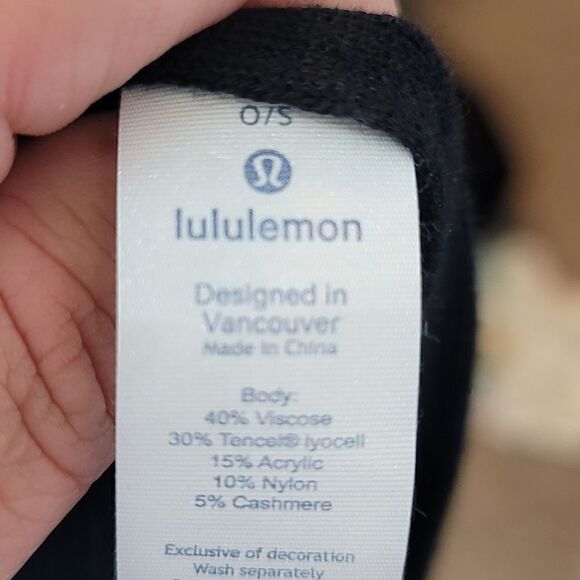 O/S
lululemon
Designed in
Vancouver
Made in China
Body:
40% Viscose
30% Tencel® lyocell
15% Acrylic
10% Nylon
5% Cashmere
Exclusive of decoration
Wash separately